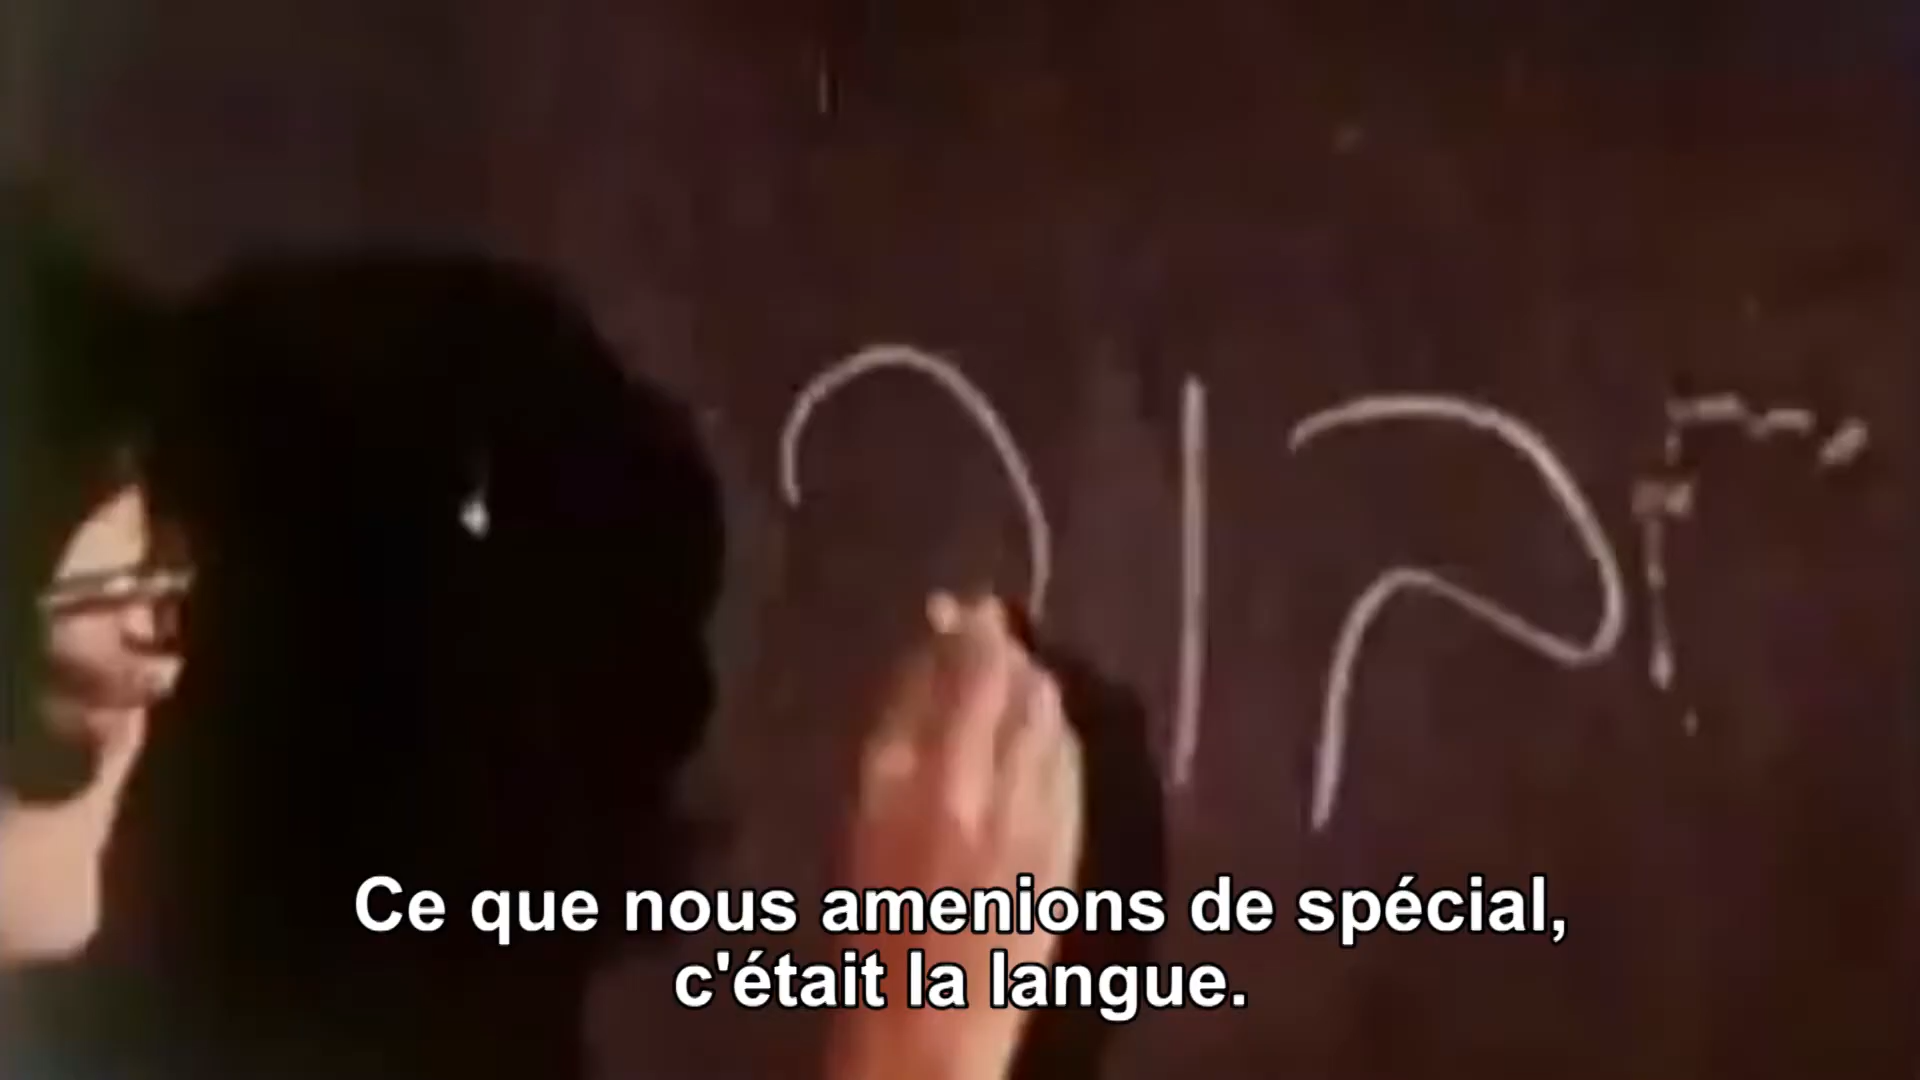 Ce que nous amenions de spécial,
c'était la langue.